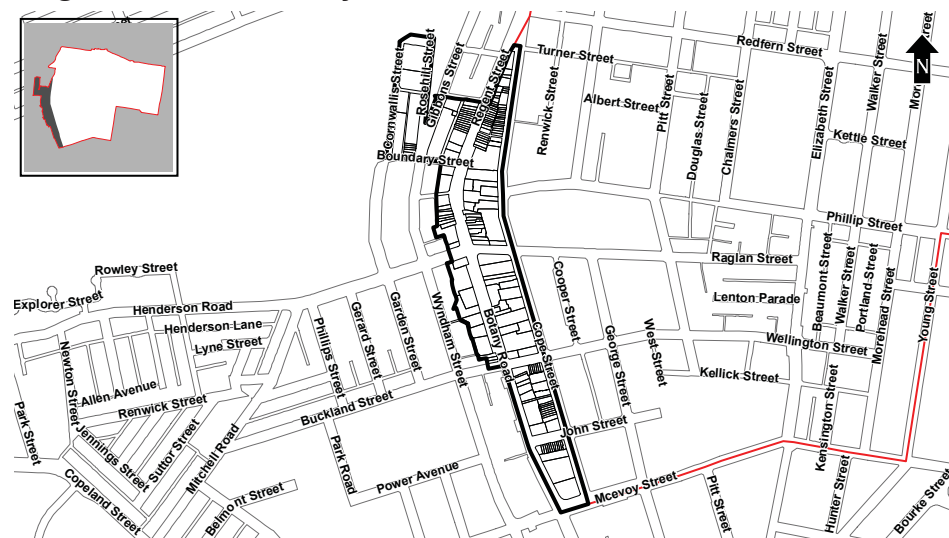 Redfern Street
Turner Street
Walker Street
Cornwallis Street
Rosehill Street
Gibbons Street
Regent Street
N
Renwick Street
Albert Street
Pitt Street
Douglas Street
Chalmers Street
Elizabeth Street
Kettle Street
Boundary Street
Phillip Street
Raglan Street
Lenton Parade
Beaumont Street
Walker Street
Portland Street
Morehead Street
Young Street
Rowley Street
Explorer Street
Henderson Road
Henderson Lane
Lyne Street
Cooper Street
Wyndham Street
Garden Street
Gerard Street
Phillips Street
Botany Road
Cope Street
George Street
West Street
Wellington Street
Kellick Street
Newton Street
Allen Avenue
Renwick Street
Buckland Street
Park Street
Jennings Street
Suttor Street
Mitchell Road
Park Road
John Street
Kensington Street
Power Avenue
Copeland Street
Belmont Street
Mcevoy Street
Pitt Street
Hunter Street
Bourke Street